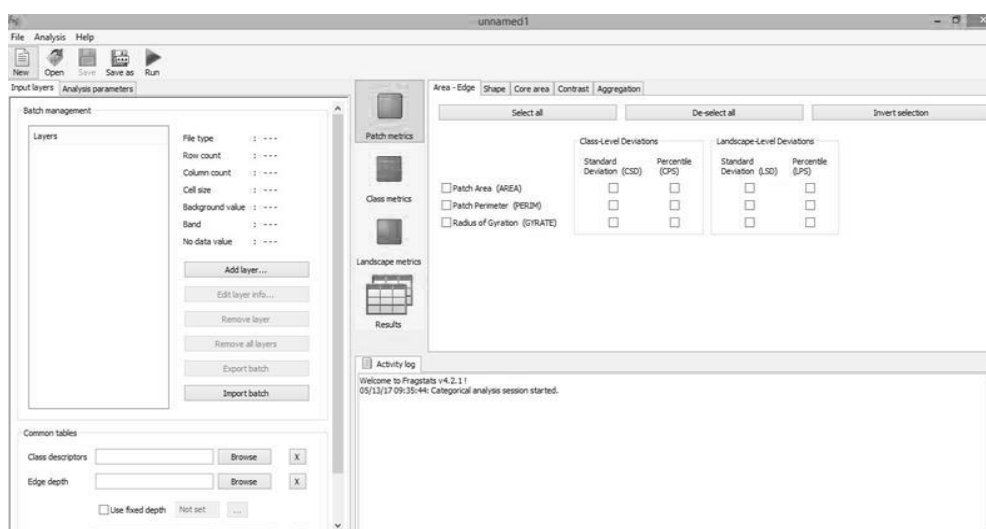 unnamed1
File Analysis Help
New Open Save Save as Run
Input layers Analysis parameters
Batch management
Layers
File type : ---
Row count : ---
Column count : ---
Cell size : ---
Background value : ---
Band : ---
No data value : ---
Add layer...
Edit layer info...
Remove layer
Remove all layers
Export batch
Import batch
Common tables
Class descriptors Browse X
Edge depth Browse X
Use fixed depth Not set ...
Patch metrics
Class metrics
Landscape metrics
Results
Area - Edge Shape Core area Contrast Aggregation
Select all De-select all Invert selection
Class-Level Deviations Landscape-Level Deviations
Standard Percentile Standard Percentile
Deviation (CSD) (CPS) Deviation (LSD) (LPS)
Patch Area (AREA)
Patch Perimeter (PERIM)
Radius of Gyration (GYRATE)
Activity log
Welcome to Fragstats v4.2.1!
05/13/17 09:35:44: Categorical analysis session started.